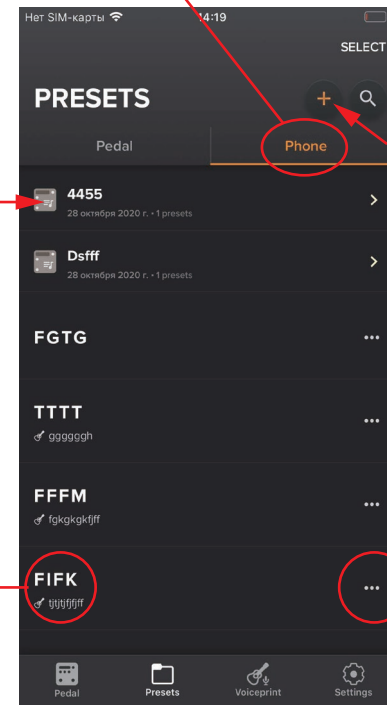 Нет SIM-карты 14:19
SELECT
PRESETS
Pedal Phone
4455
28 октября 2020 г. • 1 presets
Dsfff
28 октября 2020 г. • 1 presets
FGTG
TTTT
ggggggh
FFFM
fgkgkgkfjff
FIFK
tjtjtjfjfjff
Pedal Presets Voiceprint Settings